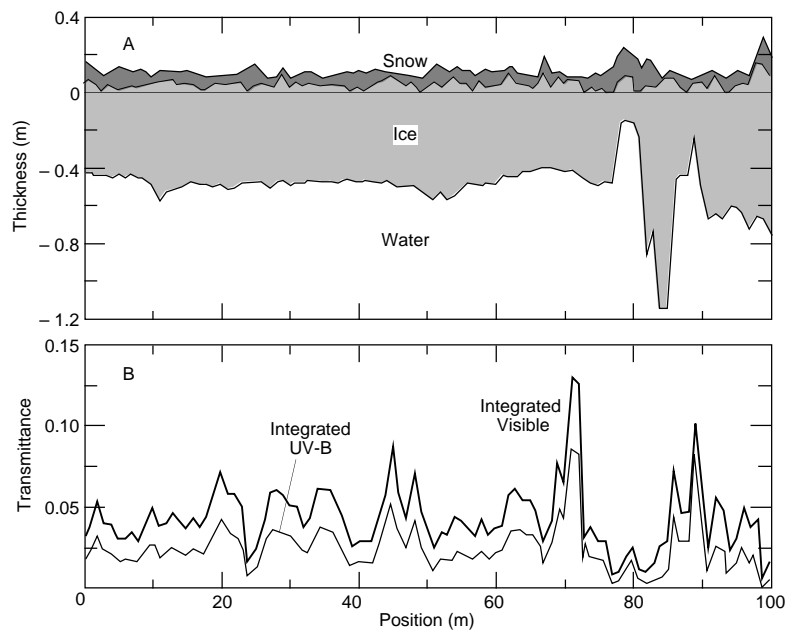 0.4
A
Snow
0
Ice
– 0.4
Thickness (m)
Water
– 0.8
– 1.2
0.15
B
Integrated
Visible
Integrated
UV-B
0.10
Transmittance
0.05
0
0
20
40
60
80
100
Position (m)